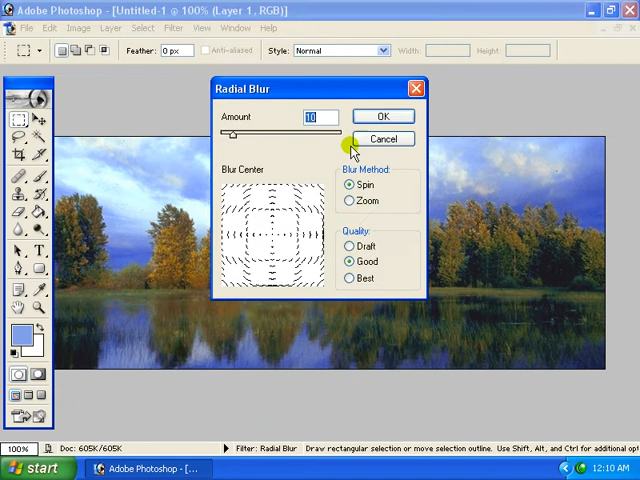 Adobe Photoshop - [Untitled-1 @ 100% (Layer 1, RGB)]
File Edit Image Layer Select Filter View Window Help
Feather: 0 px Anti-aliased Style: Normal Width: Height:
Radial Blur
Amount 10 OK
Cancel
Blur Center Blur Method:
Spin
Zoom
Quality:
Draft
Good
Best
100% Doc: 605K/605K Filter: Radial Blur Draw rectangular selection or move selection outline. Use Shift, Alt, and Ctrl for additional opt
start Adobe Photoshop - [... 12:10 AM